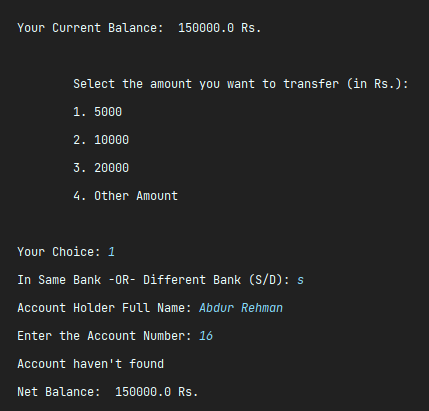 Your Current Balance:  150000.0 Rs.
Select the amount you want to transfer (in Rs.):
1. 5000
2. 10000
3. 20000
4. Other Amount
Your Choice: 1
In Same Bank -OR- Different Bank (S/D): s
Account Holder Full Name: Abdur Rehman
Enter the Account Number: 16
Account haven't found
Net Balance:  150000.0 Rs.